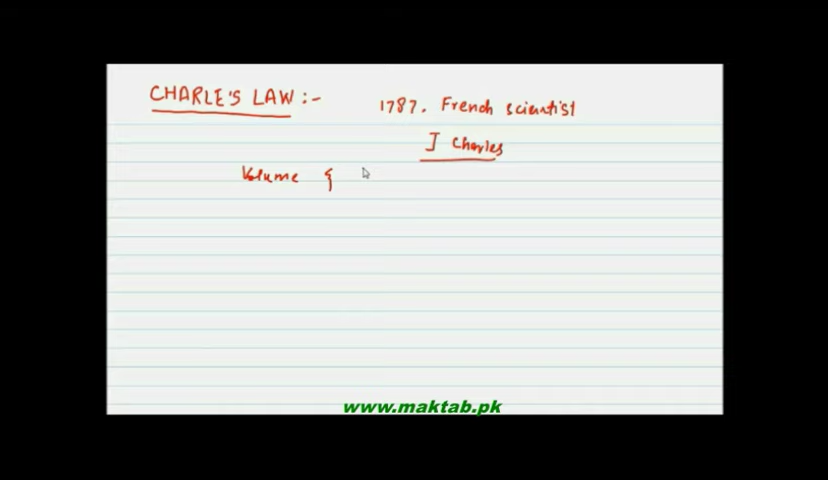 CHARLE'S LAW :-
1787. French scientist
J Charles
Volume {
www.maktab.pk